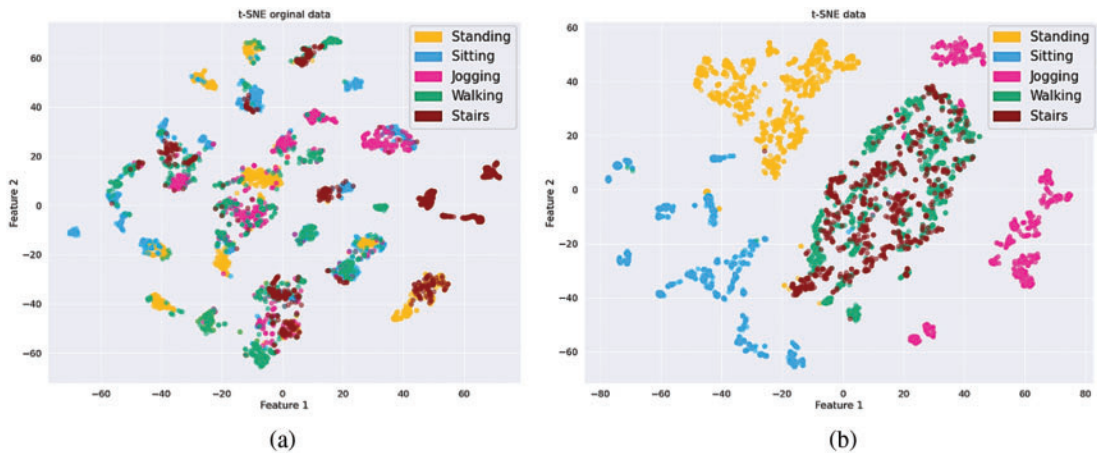 t-SNE orginal data
Standing
Sitting
Jogging
Walking
Stairs
Feature 2
60
40
20
0
−20
−40
−60
−60
−40
−20
0
20
40
60
Feature 1
(a)
t-SNE data
Standing
Sitting
Jogging
Walking
Stairs
Feature 2
60
40
20
0
−20
−40
−60
−80
−60
−40
−20
0
20
40
60
80
Feature 1
(b)